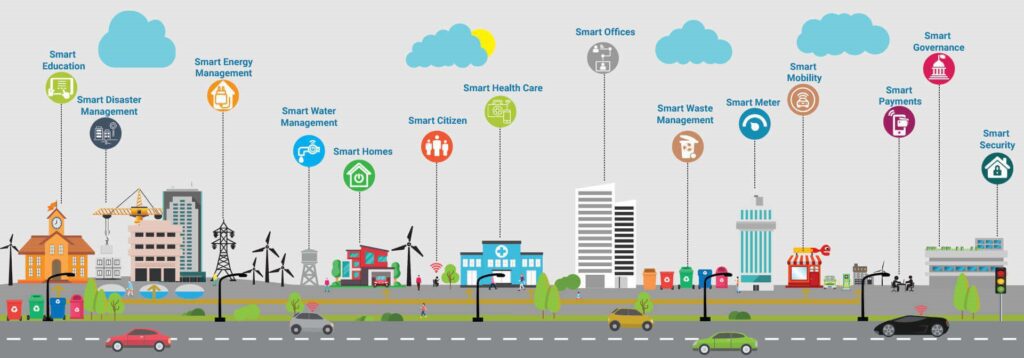 Smart
Education
Smart Disaster
Management
Smart Energy
Management
Smart Water
Management
Smart Homes
Smart Citizen
Smart Health Care
Smart Offices
Smart Waste
Management
Smart Meter
Smart
Mobility
Smart
Payments
Smart
Governance
Smart
Security